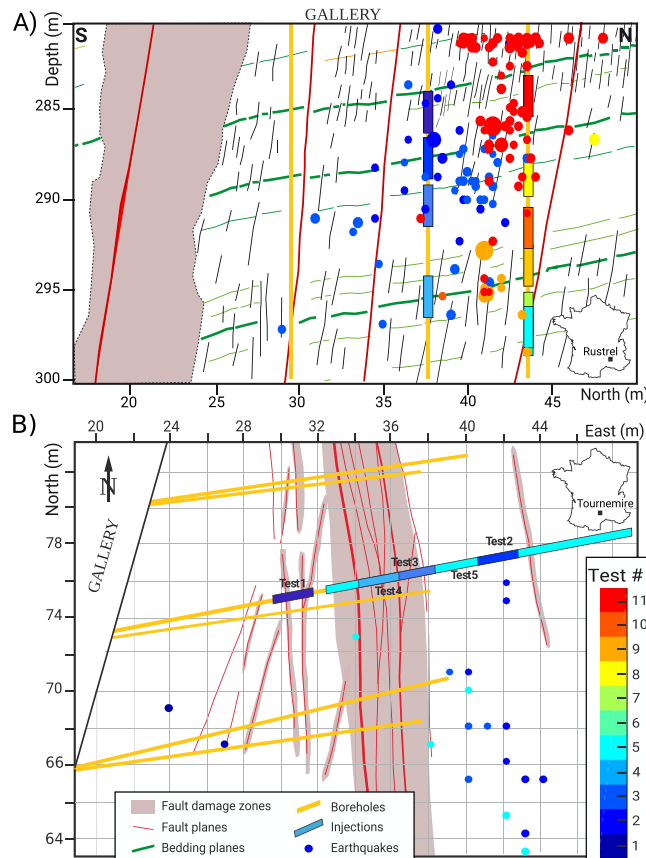 GALLERY
A)
S
N
Depth (m)
285
290
295
300
Rustrel
20
25
30
35
40
45
North (m)
B)
East (m)
20
24
28
32
36
40
44
North (m)
N
GALLERY
Tournemire
78
74
70
66
64
Test1
Test2
Test3
Test4
Test5
Test #
11
10
9
8
7
6
5
4
3
2
1
Fault damage zones
Fault planes
Bedding planes
Boreholes
Injections
Earthquakes